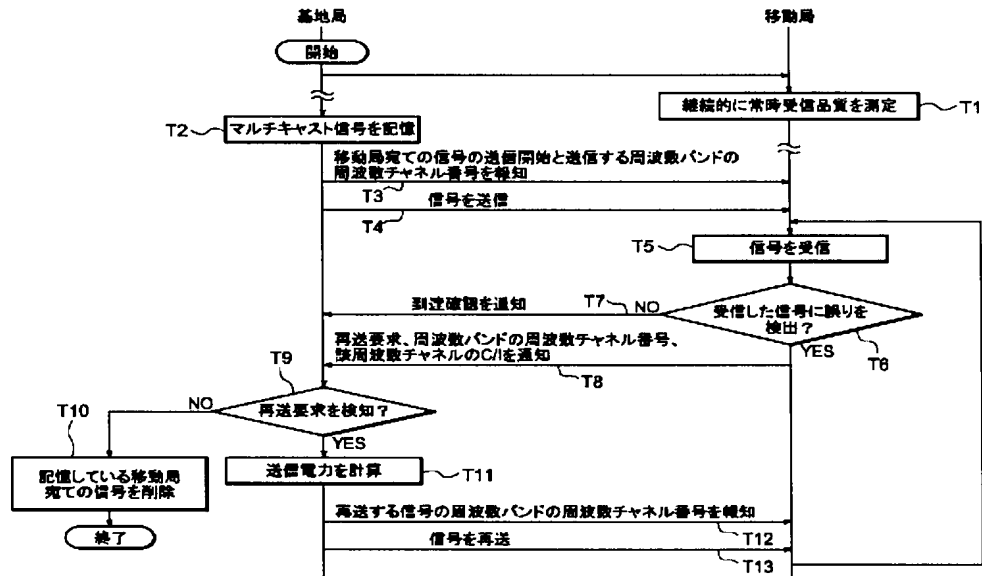 基地局
移動局
開始
継続的に常時受信品質を測定
T1
T2
マルチキャスト信号を記憶
移動局宛ての信号の送信開始と送信する周波数バンドの
周波数チャネル番号を報知
T3
信号を送信
T4
T5
信号を受信
到達確認を通知
T7
NO
受信した信号に誤りを
検出?
YES
T6
再送要求、周波数バンドの周波数チャネル番号、
該周波数チャネルのC/Iを通知
T8
T9
再送要求を検知?
NO
YES
T10
記憶している移動局
宛ての信号を削除
送信電力を計算
T11
再送する信号の周波数バンドの周波数チャネル番号を報知
T12
終了
信号を再送
T13